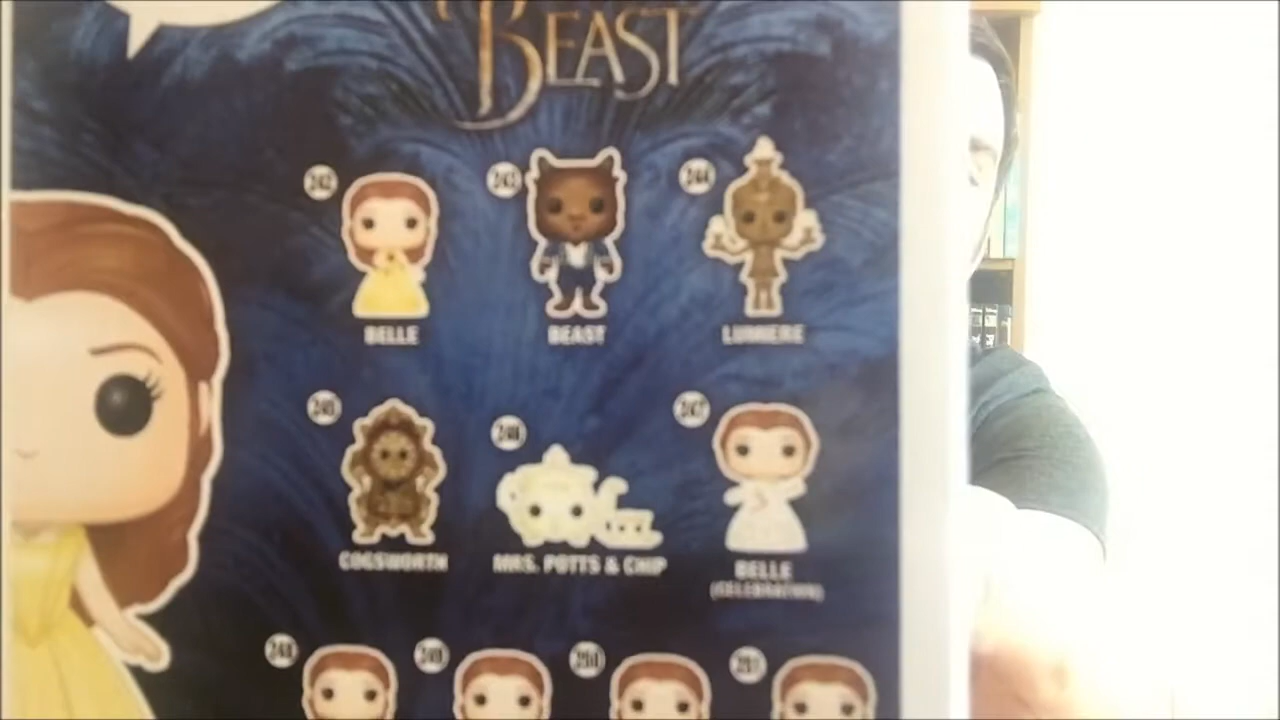 BEAST
242
243
244
BELLE
BEAST
LUMIERE
245
246
247
COGSWORTH
MRS. POTTS & CHIP
BELLE
(CELEBRATION)
248
249
250
251